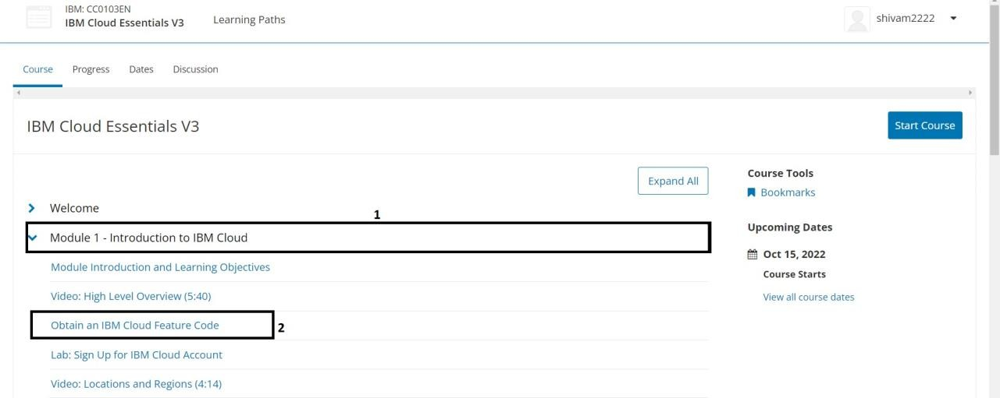 IBM: CC0103EN
IBM Cloud Essentials V3
Learning Paths
shivam2222
Course
Progress
Dates
Discussion
IBM Cloud Essentials V3
Start Course
Expand All
Welcome
1
Module 1 - Introduction to IBM Cloud
Module Introduction and Learning Objectives
Video: High Level Overview (5:40)
Obtain an IBM Cloud Feature Code
2
Lab: Sign Up for IBM Cloud Account
Video: Locations and Regions (4:14)
Course Tools
Bookmarks
Upcoming Dates
Oct 15, 2022
Course Starts
View all course dates